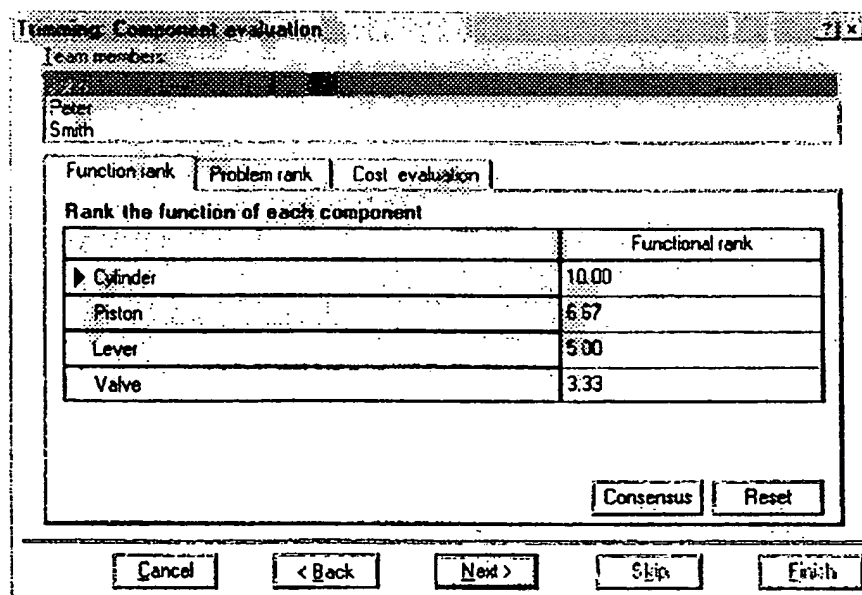 Trimming: Component evaluation ? ×
Team members:
Peter
Smith
Function rank Problem rank Cost evaluation
Rank the function of each component
Functional rank
Cylinder 10.00
Piston 6.67
Lever 5.00
Valve 3.33
Consensus Reset
Cancel < Back Next > Skip Finish